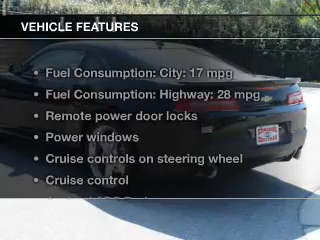 VEHICLE FEATURES
• Fuel Consumption: City: 17 mpg
• Fuel Consumption: Highway: 28 mpg
• Remote power door locks
• Power windows
• Cruise controls on steering wheel
• Cruise control